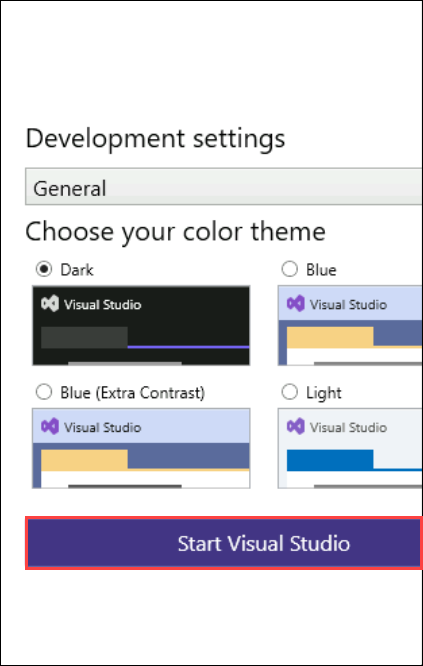 Development settings
General
Choose your color theme
Dark
Blue
Visual Studio
Visual Studio
Blue (Extra Contrast)
Light
Visual Studio
Visual Studio
Start Visual Studio